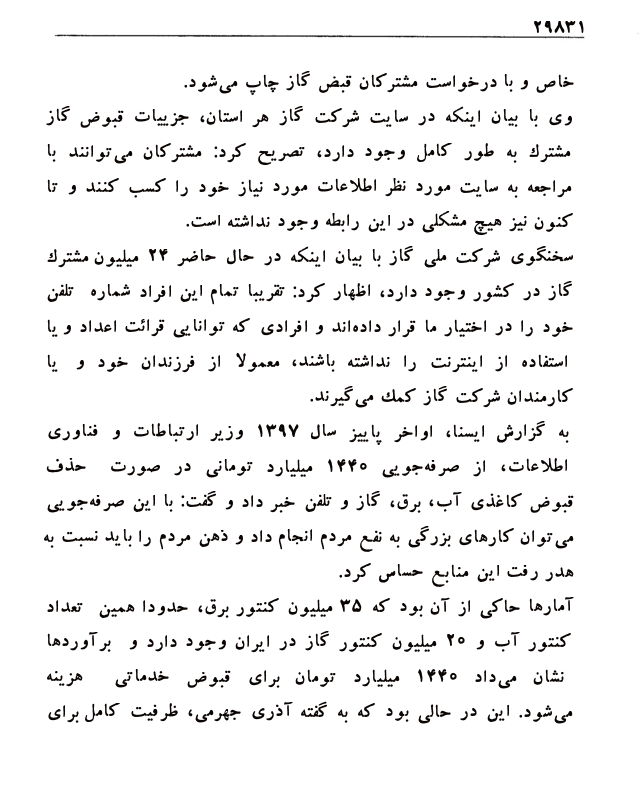 ۲۹۸۳۱
خاص و با درخواست مشترکان قبض گاز چاپ می‌شود.
وی با بیان اینکه در سایت شرکت گاز هر استان، جزییات قبوض گاز
مشترك به طور کامل وجود دارد، تصریح کرد: مشترکان می‌توانند با
مراجعه به سایت مورد نظر اطلاعات مورد نیاز خود را کسب کنند و تا
کنون نیز هیچ مشکلی در این رابطه وجود نداشته است.
سخنگوی شرکت ملی گاز با بیان اینکه در حال حاضر ۲۴ میلیون مشترك
گاز در کشور وجود دارد، اظهار کرد: تقریبا تمام این افراد شماره تلفن
خود را در اختیار ما قرار داده‌اند و افرادی که توانایی قرائت اعداد و یا
استفاده از اینترنت را نداشته باشند، معمولا از فرزندان خود و یا
کارمندان شرکت گاز کمك می‌گیرند.
به گزارش ایسنا، اواخر پاییز سال ۱۳۹۷ وزیر ارتباطات و فناوری
اطلاعات، از صرفه‌جویی ۱۴۴۰ میلیارد تومانی در صورت حذف
قبوض کاغذی آب، برق، گاز و تلفن خبر داد و گفت: با این صرفه‌جویی
می‌توان کارهای بزرگی به نفع مردم انجام داد و ذهن مردم را باید نسبت به
هدر رفت این منابع حساس کرد.
آمارها حاکی از آن بود که ۳۵ میلیون کنتور برق، حدودا همین تعداد
کنتور آب و ۲۰ میلیون کنتور گاز در ایران وجود دارد و برآوردها
نشان می‌داد ۱۴۴۰ میلیارد تومان برای قبوض خدماتی هزینه
می‌شود. این در حالی بود که به گفته آذری جهرمی، ظرفیت کامل برای